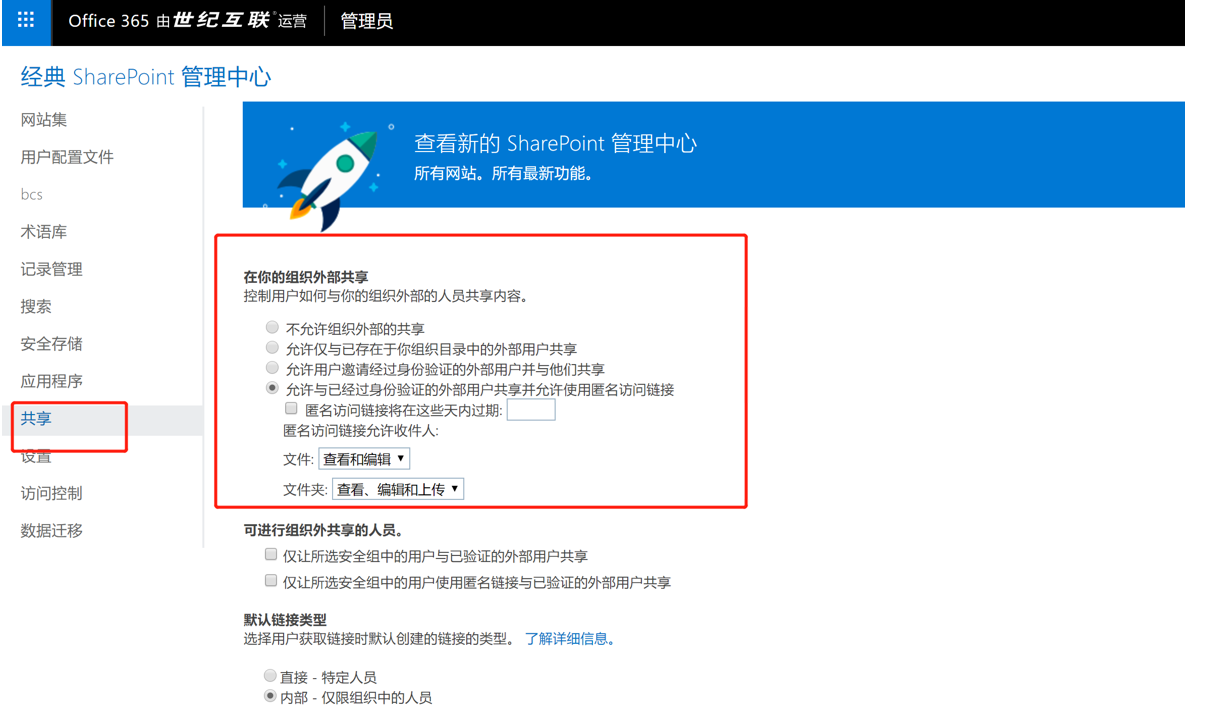 Office 365 由世纪互联运营 管理员
经典 SharePoint 管理中心
网站集
用户配置文件
bcs
术语库
记录管理
搜索
安全存储
应用程序
共享
设置
访问控制
数据迁移
查看新的 SharePoint 管理中心
所有网站。所有最新功能。
在你的组织外部共享
控制用户如何与你的组织外部的人员共享内容。
不允许组织外部的共享
允许仅与已存在于你组织目录中的外部用户共享
允许用户邀请经过身份验证的外部用户并与他们共享
允许与已经过身份验证的外部用户共享并允许使用匿名访问链接
匿名访问链接将在这些天内过期:
匿名访问链接允许收件人:
文件: 查看和编辑
文件夹: 查看、编辑和上传
可进行组织外共享的人员。
仅让所选安全组中的用户与已验证的外部用户共享
仅让所选安全组中的用户使用匿名链接与已验证的外部用户共享
默认链接类型
选择用户获取链接时默认创建的链接的类型。 了解详细信息。
直接 - 特定人员
内部 - 仅限组织中的人员